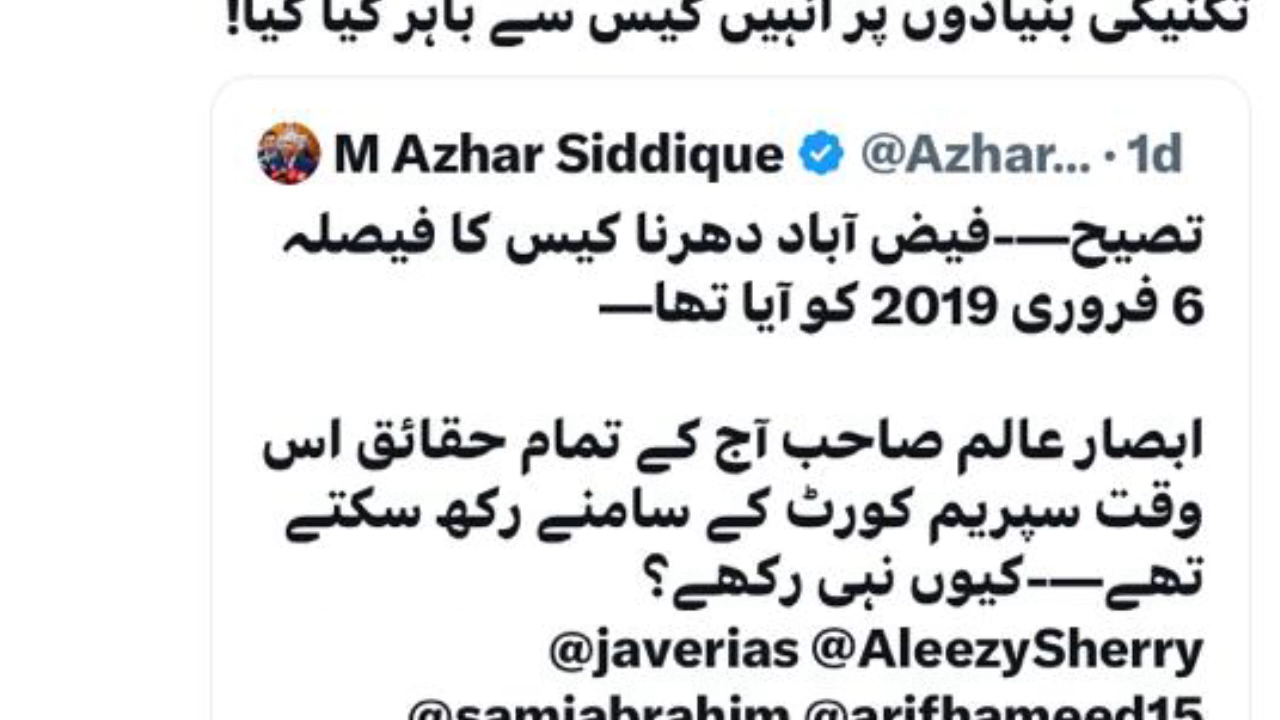 تکنیکی بنیادوں پر انہیں کیس سے باہر کیا گیا!
M Azhar Siddique @Azhar... · 1d
تصیح—--فیض آباد دھرنا کیس کا فیصلہ
6 فروری 2019 کو آیا تھا—
ابصار عالم صاحب آج کے تمام حقائق اس
وقت سپریم کورٹ کے سامنے رکھ سکتے
تھے—--کیوں نہی رکھے؟
@javerias @AleezySherry
@samiabrahim @arifhameed15